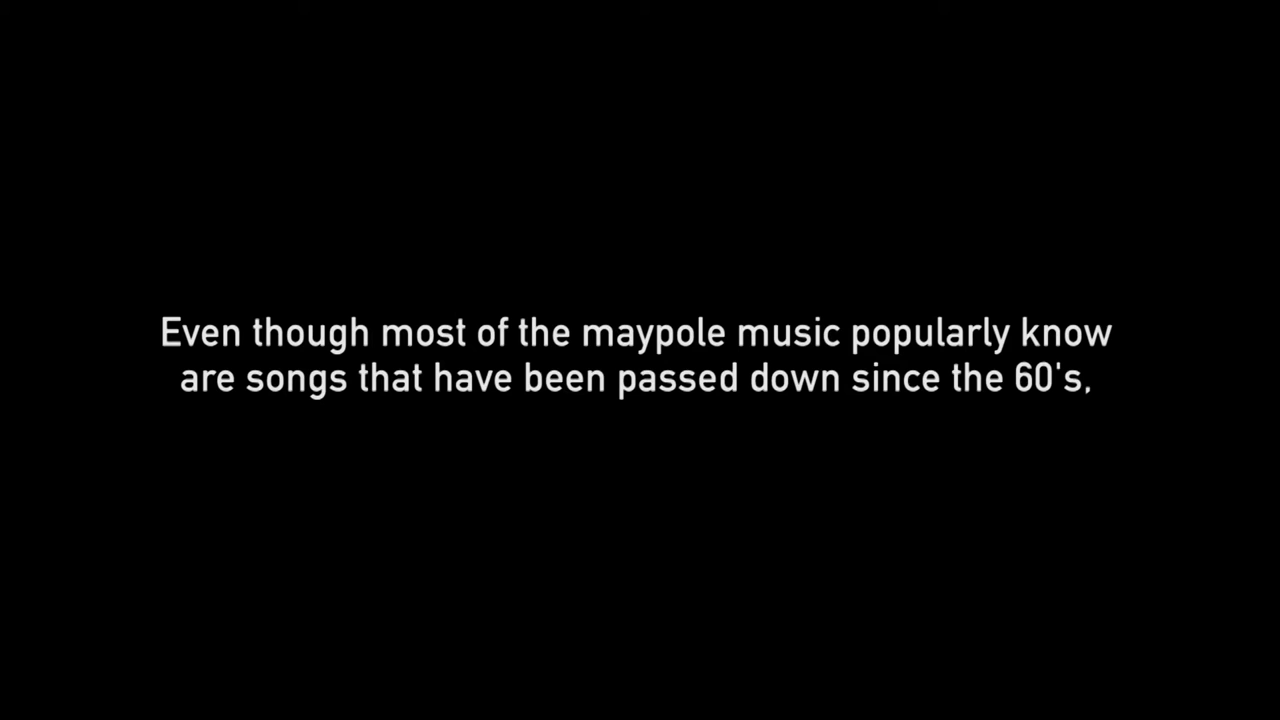 Even though most of the maypole music popularly know
are songs that have been passed down since the 60's,